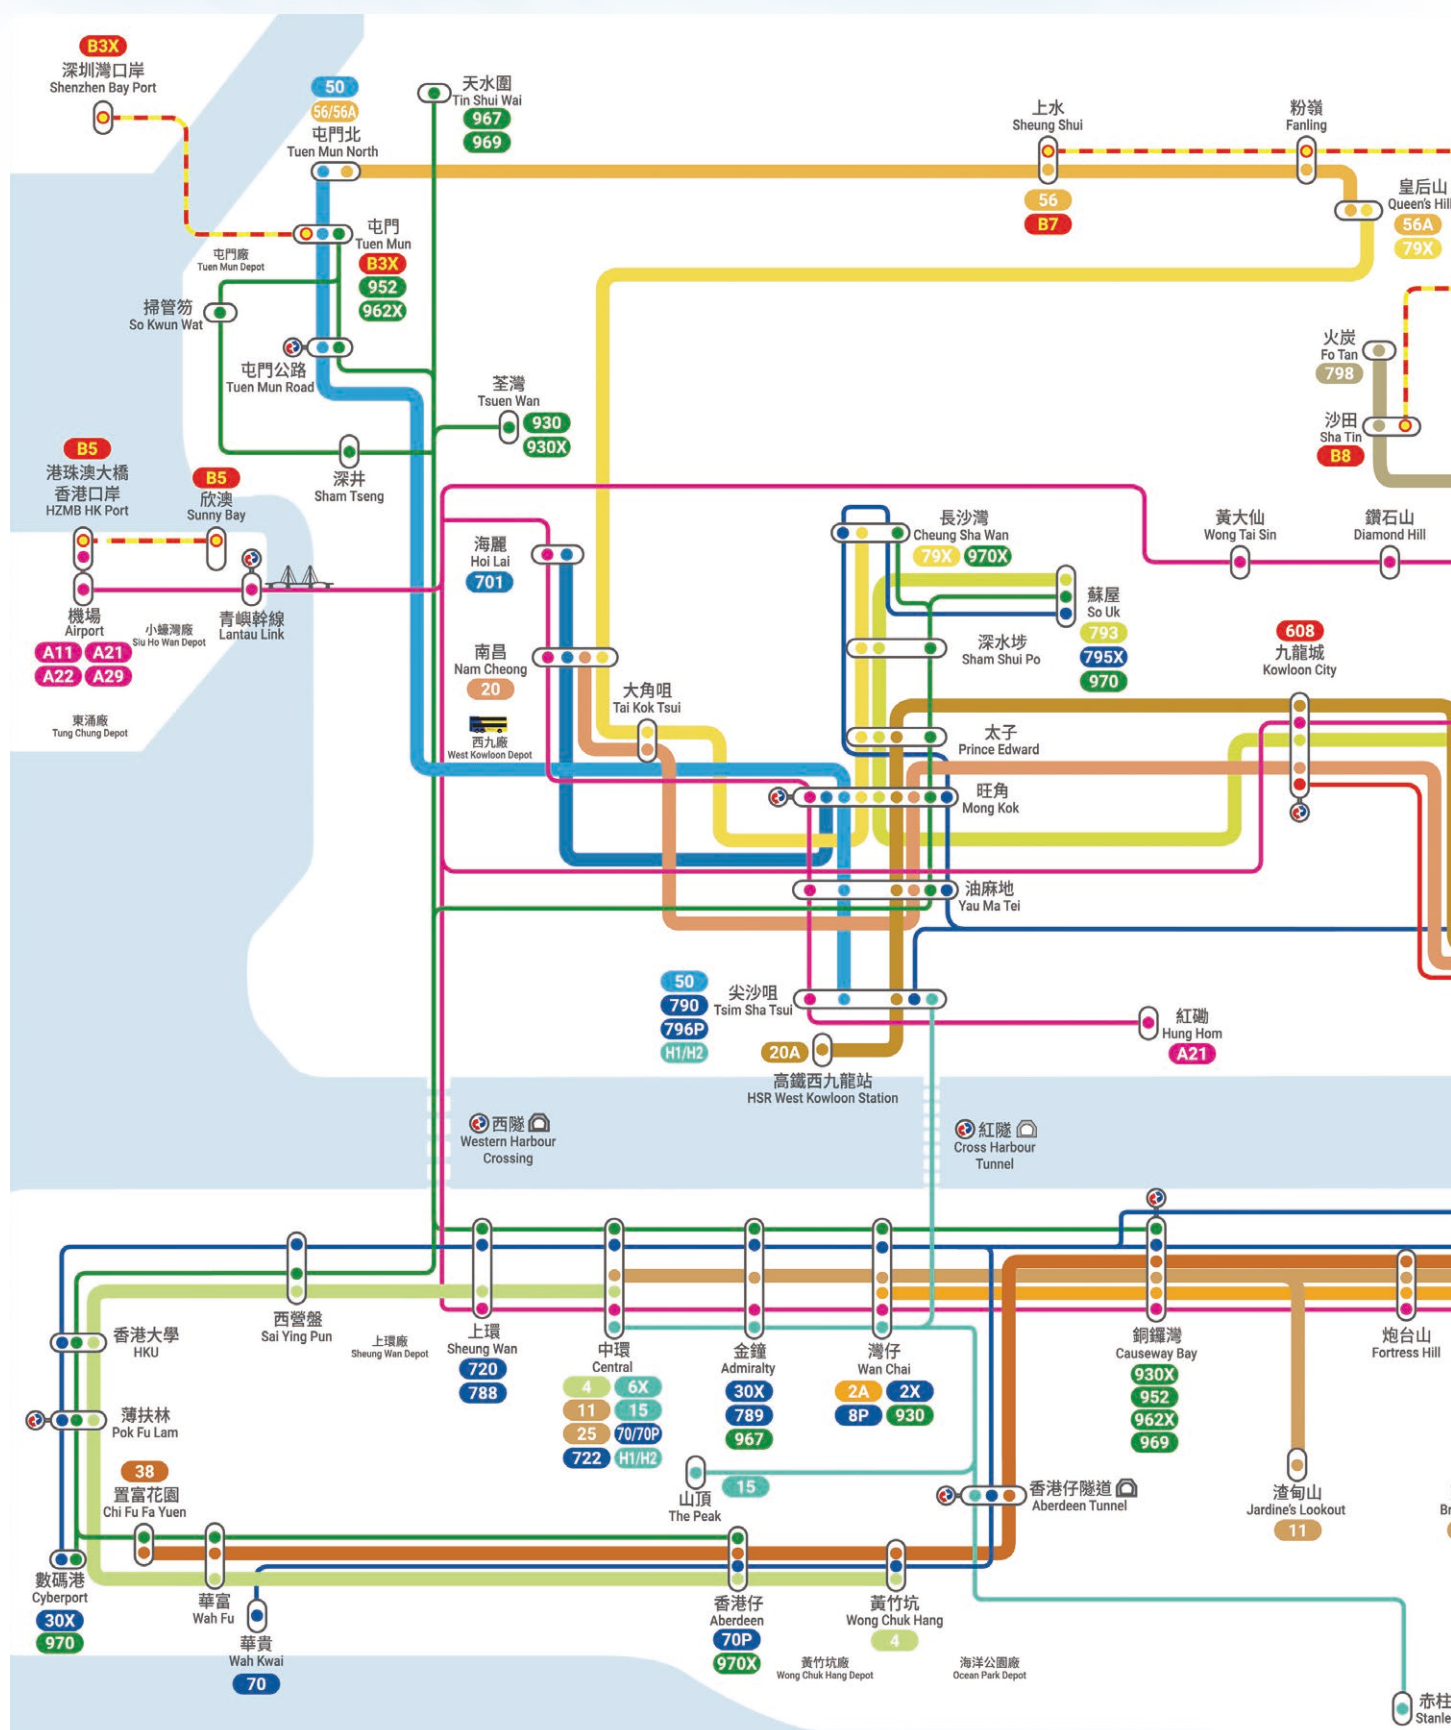 B3X
深圳灣口岸
Shenzhen Bay Port
50
56/56A
屯門北
Tuen Mun North
天水圍
Tin Shui Wai
967
969
上水
Sheung Shui
56
B7
粉嶺
Fanling
皇后山
Queen's Hill
56A
79X
屯門
Tuen Mun
B3X
952
962X
屯門廠
Tuen Mun Depot
掃管笏
So Kwun Wat
屯門公路
Tuen Mun Road
荃灣
Tsuen Wan
930
930X
火炭
Fo Tan
798
沙田
Sha Tin
B8
深井
Sham Tseng
B5
港珠澳大橋
香港口岸
HZMB HK Port
B5
欣澳
Sunny Bay
機場
Airport
A11 A21
A22 A29
小蠔灣廠
Siu Ho Wan Depot
青嶼幹線
Lantau Link
東涌廠
Tung Chung Depot
海麗
Hoi Lai
701
長沙灣
Cheung Sha Wan
79X 970X
黃大仙
Wong Tai Sin
鑽石山
Diamond Hill
蘇屋
So Uk
793
795X
970
南昌
Nam Cheong
20
西九廠
West Kowloon Depot
大角咀
Tai Kok Tsui
深水埗
Sham Shui Po
608
九龍城
Kowloon City
太子
Prince Edward
旺角
Mong Kok
油麻地
Yau Ma Tei
50
790
796P
H1/H2
尖沙咀
Tsim Sha Tsui
紅磡
Hung Hom
A21
20A
高鐵西九龍站
HSR West Kowloon Station
西隧
Western Harbour
Crossing
紅隧
Cross Harbour
Tunnel
西營盤
Sai Ying Pun
上環廠
Sheung Wan Depot
上環
Sheung Wan
720
788
中環
Central
4 6X
11 15
25 70/70P
722 H1/H2
金鐘
Admiralty
30X
789
967
灣仔
Wan Chai
2A 2X
8P 930
銅鑼灣
Causeway Bay
930X
952
962X
969
炮台山
Fortress Hill
香港大學
HKU
薄扶林
Pok Fu Lam
38
置富花園
Chi Fu Fa Yuen
山頂
The Peak
15
香港仔隧道
Aberdeen Tunnel
渣甸山
Jardine's Lookout
11
Br
數碼港
Cyberport
30X
970
華富
Wah Fu
華貴
Wah Kwai
70
香港仔
Aberdeen
70P
970X
黃竹坑
Wong Chuk Hang
4
黃竹坑廠
Wong Chuk Hang Depot
海洋公園廠
Ocean Park Depot
赤柱
Stanle